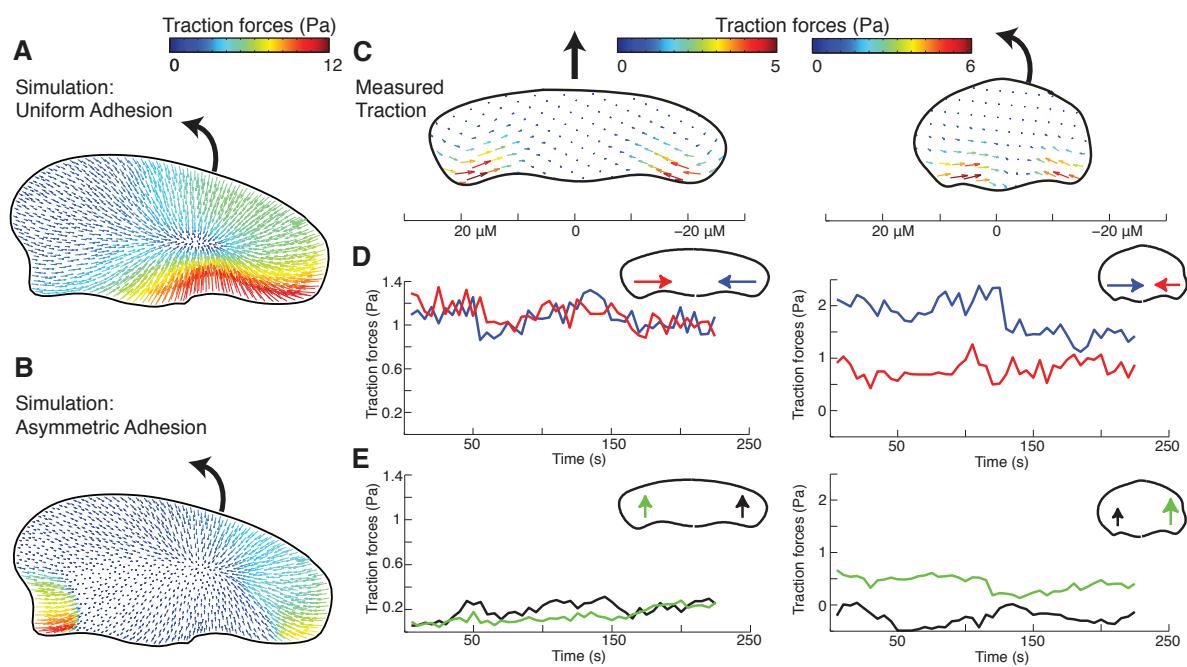 Traction forces (Pa)
0 12
A
Simulation:
Uniform Adhesion
B
Simulation:
Asymmetric Adhesion
Traction forces (Pa)
0 5 0 6
C
Measured
Traction
20 µM 0 −20 µM
20 µM 0 −20 µM
D
Traction forces (Pa)
1.4
1
0.6
0.2
50 150 250
Time (s)
Traction forces (Pa)
2
1
0
50 150 250
Time (s)
E
Traction forces (Pa)
1.4
1
0.6
0.2
50 150 250
Time (s)
Traction forces (Pa)
2
1
0
50 150 250
Time (s)